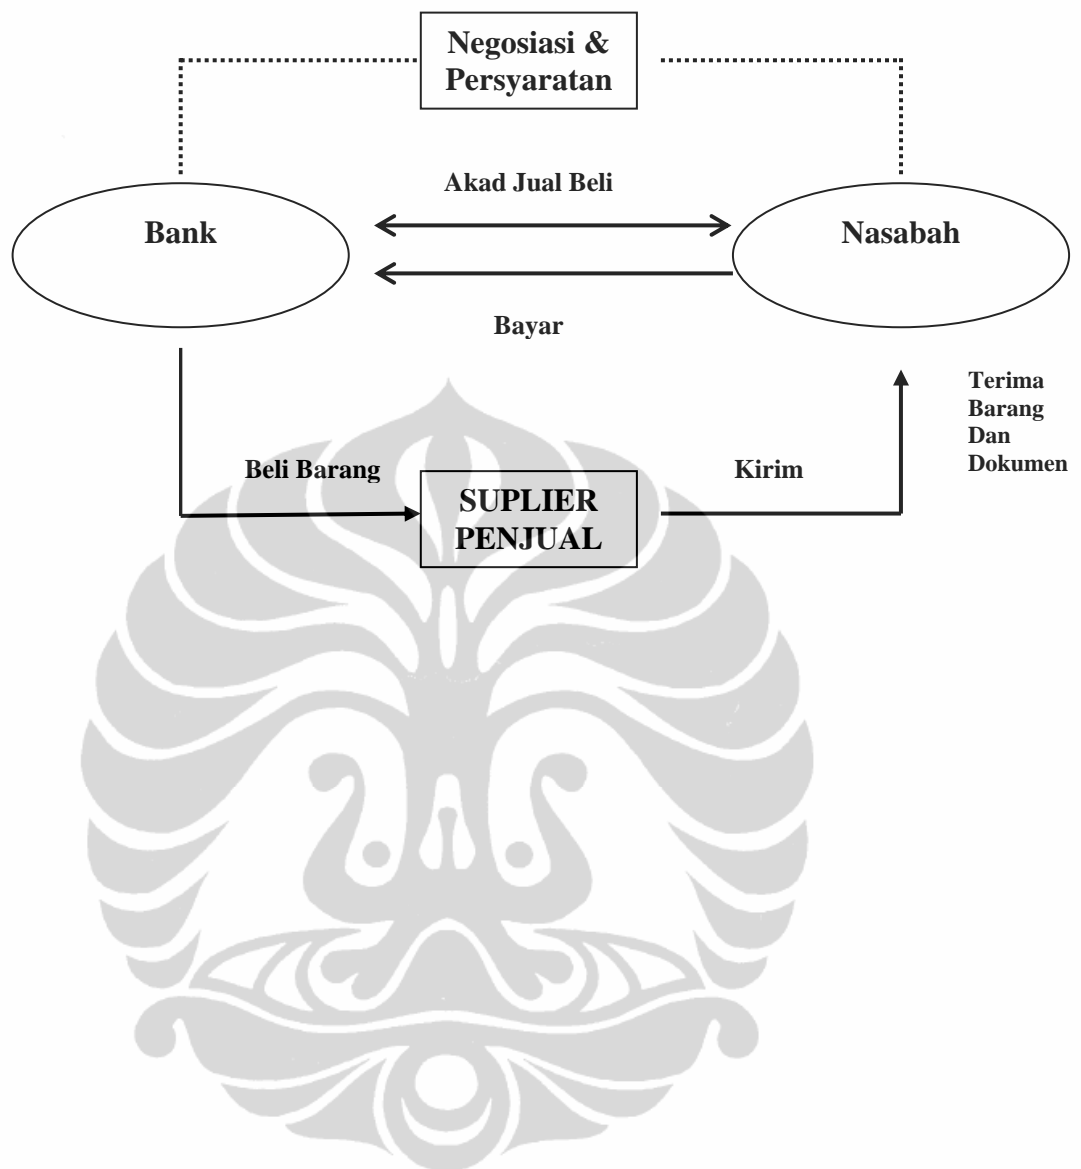 Negosiasi &
Persyaratan
Akad Jual Beli
Bank
Nasabah
Bayar
Terima
Barang
Dan
Dokumen
Beli Barang
Kirim
SUPLIER
PENJUAL